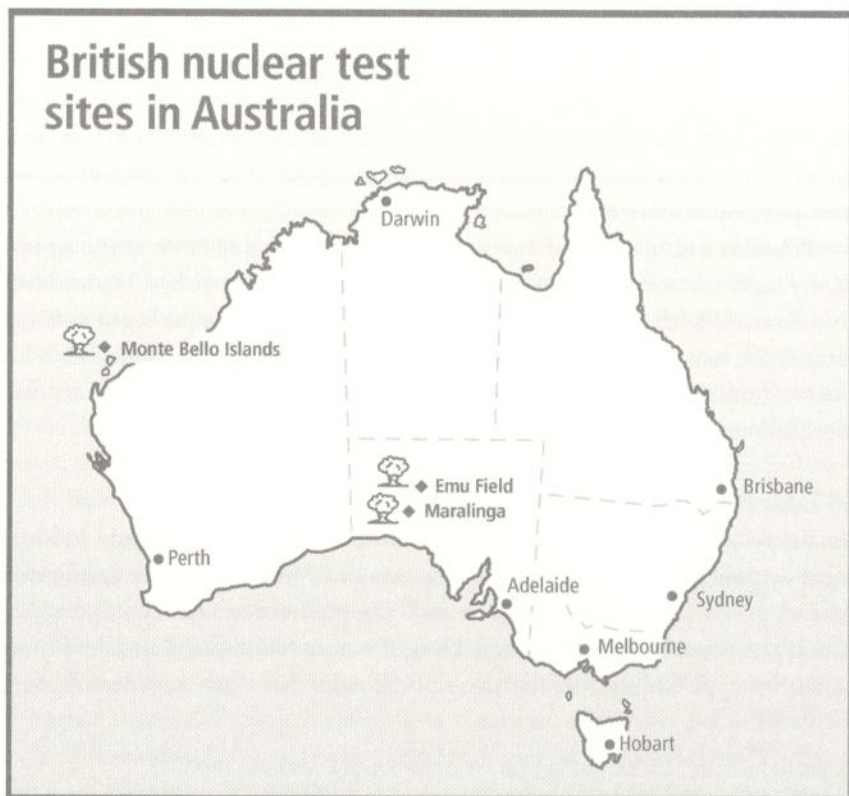 British nuclear test
sites in Australia
Darwin
Monte Bello Islands
Emu Field
Maralinga
Brisbane
Perth
Adelaide
Sydney
Melbourne
Hobart